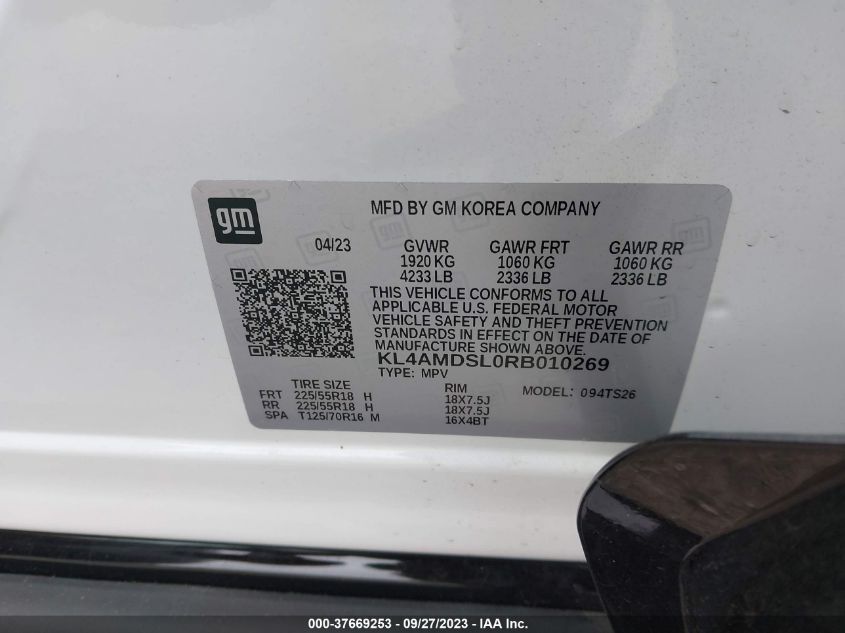 gm
MFD BY GM KOREA COMPANY
04/23 GVWR GAWR FRT GAWR RR
1920 KG 1060 KG 1060 KG
4233 LB 2336 LB 2336 LB
THIS VEHICLE CONFORMS TO ALL
APPLICABLE U.S. FEDERAL MOTOR
VEHICLE SAFETY AND THEFT PREVENTION
STANDARDS IN EFFECT ON THE DATE OF
MANUFACTURE SHOWN ABOVE.
KL4AMDSL0RB010269
TYPE: MPV
TIRE SIZE RIM MODEL: 094TS26
FRT 225/55R18 H 18X7.5J
RR 225/55R18 H 18X7.5J
SPA T125/70R16 M 16X4BT
000-37669253 - 09/27/2023 - Copyright IAA, Inc.